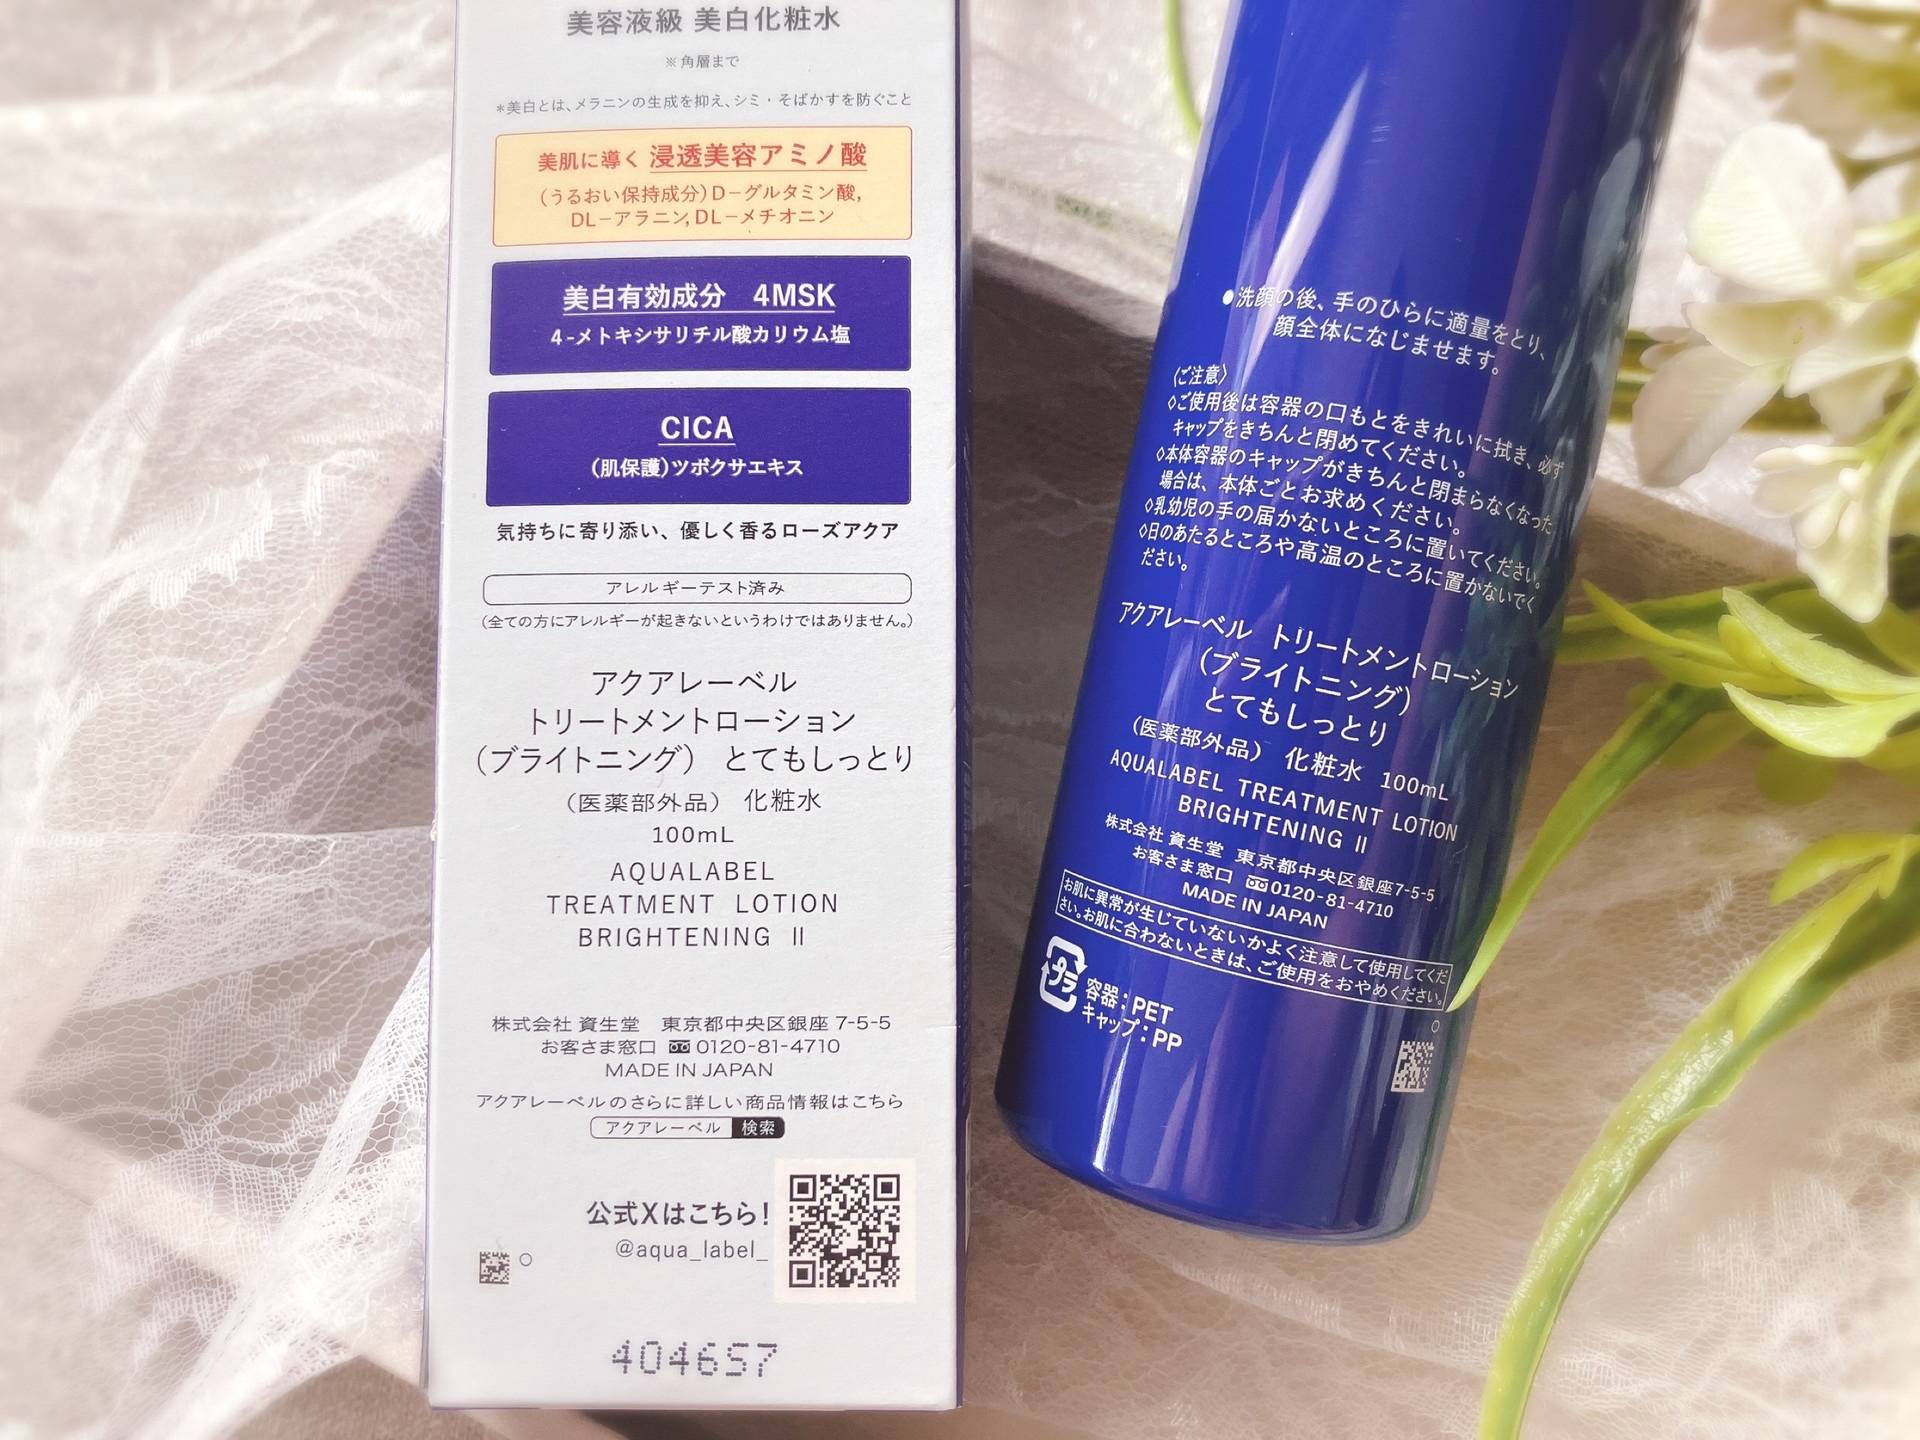 美容液級 美白化粧水
※角層まで
*美白とは、メラニンの生成を抑え、シミ・そばかすを防ぐこと
美肌に導く 浸透美容アミノ酸
(うるおい保持成分)D-グルタミン酸,
DL-アラニン,DL-メチオニン
美白有効成分 4MSK
4-メトキシサリチル酸カリウム塩
CICA
(肌保護)ツボクサエキス
気持ちに寄り添い、優しく香るローズアクア
アレルギーテスト済み
(全ての方にアレルギーが起きないというわけではありません。)
アクアレーベル
トリートメントローション
(ブライトニング) とてもしっとり
(医薬部外品) 化粧水
100mL
AQUALABEL
TREATMENT LOTION
BRIGHTENING II
株式会社 資生堂 東京都中央区銀座 7-5-5
お客さま窓口 0120-81-4710
MADE IN JAPAN
アクアレーベルのさらに詳しい商品情報はこちら
アクアレーベル 検索
公式Xはこちら!
@aqua_label_
404657
●洗顔の後、手のひらに適量をとり、
顔全体になじませます。
〈ご注意〉
◇ご使用後は容器の口もとをきれいに拭き、必ず
キャップをきちんと閉めてください。
◇本体容器のキャップがきちんと閉まらなくなった
場合は、本体ごとお求めください。
◇乳幼児の手の届かないところに置いてください。
◇日のあたるところや高温のところに置かないでく
ださい。
アクアレーベル トリートメントローション
(ブライトニング)
とてもしっとり
(医薬部外品) 化粧水 100mL
AQUALABEL TREATMENT LOTION
BRIGHTENING II
株式会社 資生堂 東京都中央区銀座7-5-5
お客さま窓口 0120-81-4710
MADE IN JAPAN
お肌に異常が生じていないかよく注意して使用してくだ
さい。お肌に合わないときは、ご使用をおやめください。
プラ
容器:PET
キャップ:PP